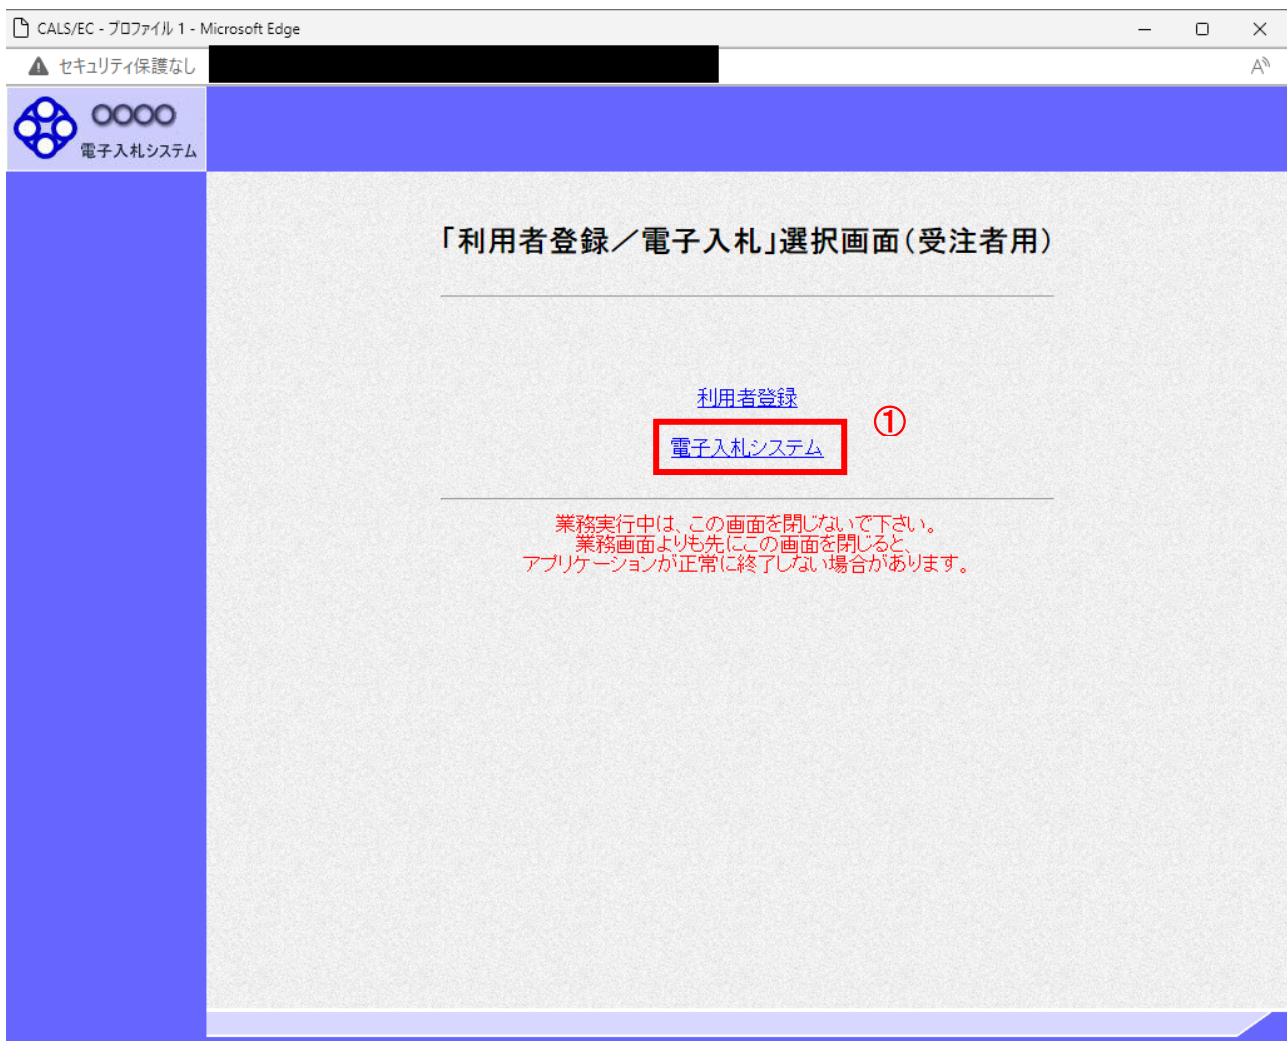 CALS/EC - プロファイル 1 - Microsoft Edge
セキュリティ保護なし
○○○○
電子入札システム
「利用者登録／電子入札」選択画面(受注者用)
利用者登録
①
電子入札システム
業務実行中は、この画面を閉じないで下さい。
業務画面よりも先にこの画面を閉じると、
アプリケーションが正常に終了しない場合があります。